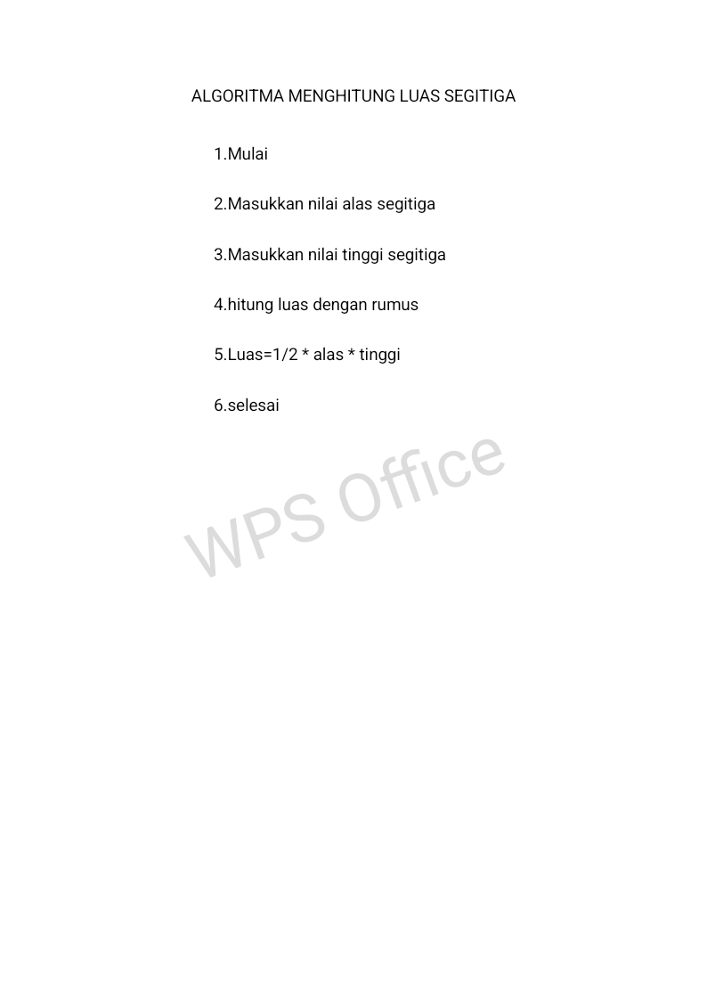 ALGORITMA MENGHITUNG LUAS SEGITIGA
1.Mulai
2.Masukkan nilai alas segitiga
3.Masukkan nilai tinggi segitiga
4.hitung luas dengan rumus
5.Luas=1/2 * alas * tinggi
6.selesai
WPS Office